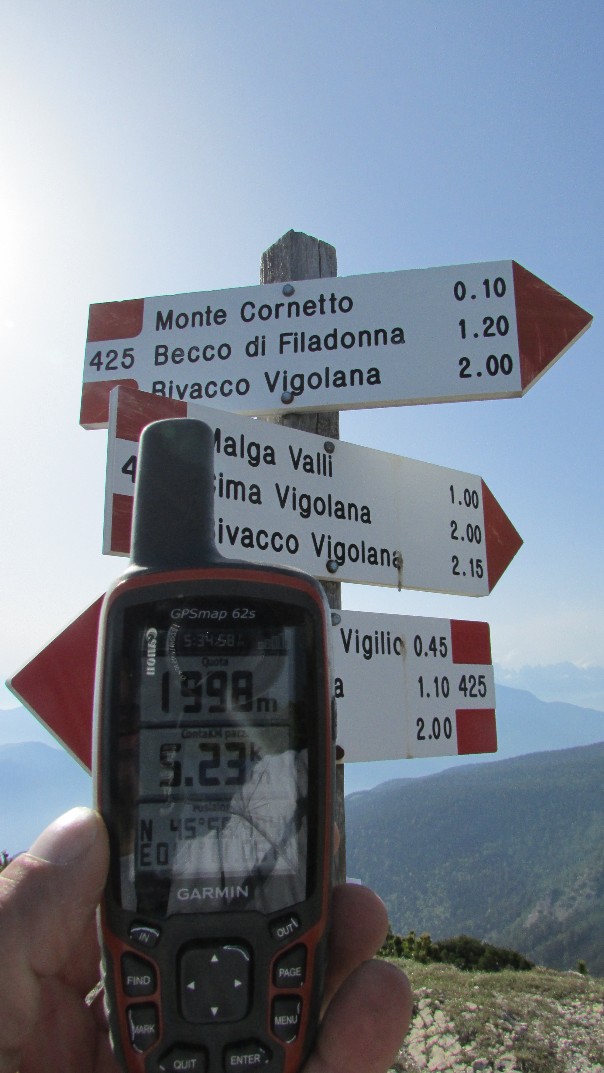 Monte Cornetto 0.10
425 Becco di Filadonna 1.20
Bivacco Vigolana 2.00
Malga Valli 1.00
Cima Vigolana 2.00
Bivacco Vigolana 2.15
Vigilio 0.45
1.10 425
2.00
GPSmap 62s
Quota
1998m
5.23
GARMIN
IN OUT
FIND PAGE
MARK MENU
QUIT ENTER